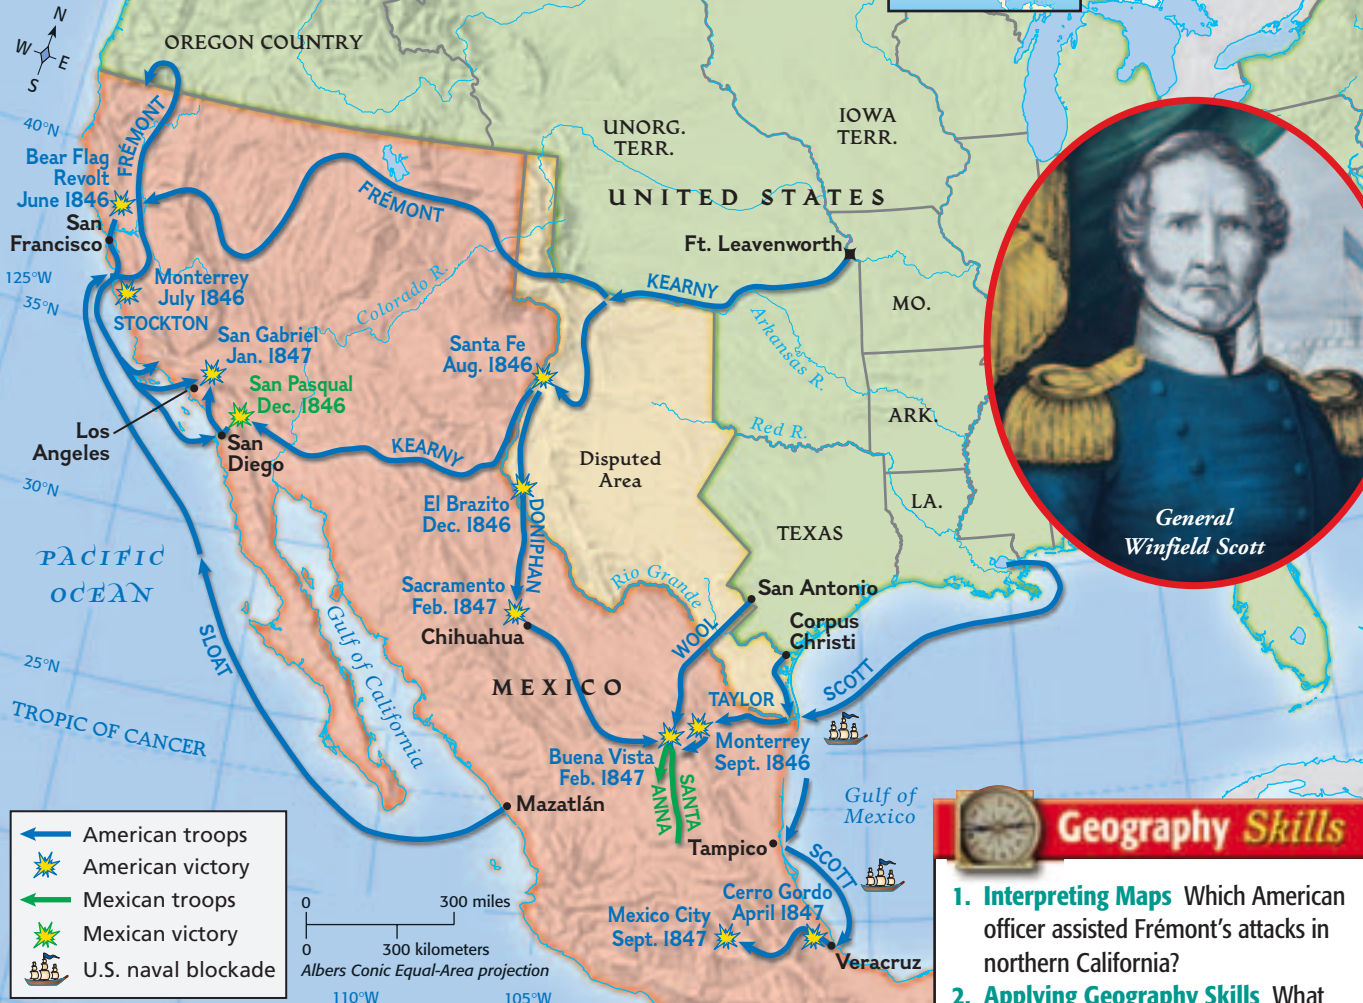 N
W
E
S
OREGON COUNTRY
40°N
FRÉMONT
Bear Flag
Revolt
June 1846
San
Francisco
125°W
35°N
Monterrey
July 1846
STOCKTON
San Gabriel
Jan. 1847
San Pasqual
Dec. 1846
Los
Angeles
San
Diego
30°N
PACIFIC
OCEAN
25°N
TROPIC OF CANCER
SLOAT
Gulf of California
FRÉMONT
Colorado R.
KEARNY
Santa Fe
Aug. 1846
El Brazito
Dec. 1846
DONIPHAN
Sacramento
Feb. 1847
Chihuahua
MEXICO
Mazatlán
UNORG.
TERR.
IOWA
TERR.
UNITED STATES
Ft. Leavenworth
KEARNY
MO.
Arkansas R.
ARK.
Red R.
Disputed
Area
LA.
TEXAS
Rio Grande
San Antonio
Corpus
Christi
WOOL
TAYLOR
SCOTT
Monterrey
Sept. 1846
Buena Vista
Feb. 1847
SANTA
ANNA
Gulf of
Mexico
Tampico
SCOTT
Cerro Gordo
April 1847
Mexico City
Sept. 1847
Veracruz
General
Winfield Scott
American troops
American victory
Mexican troops
Mexican victory
U.S. naval blockade
0 300 miles
0 300 kilometers
Albers Conic Equal-Area projection
110°W
105°W
Geography Skills
1. Interpreting Maps Which American
officer assisted Frémont's attacks in
northern California?
2. Applying Geography Skills What